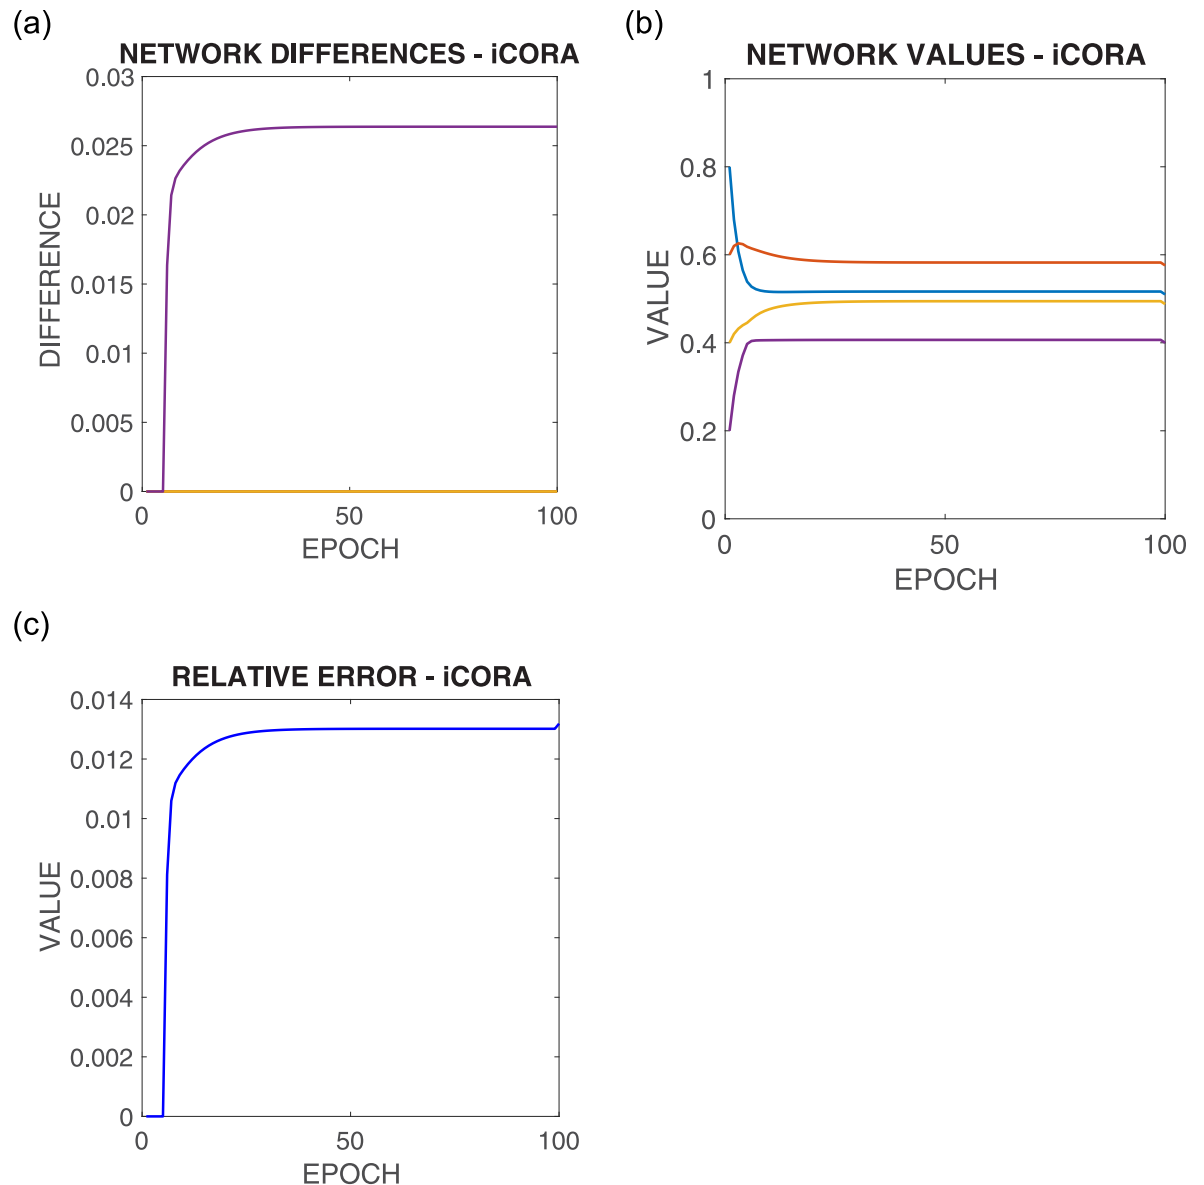 (a)
NETWORK DIFFERENCES - iCORA
0.03
0.025
0.02
0.015
0.01
0.005
0
DIFFERENCE
0 50 100
EPOCH
(b)
NETWORK VALUES - iCORA
1
0.8
0.6
0.4
0.2
0
VALUE
0 50 100
EPOCH
(c)
RELATIVE ERROR - iCORA
0.014
0.012
0.01
0.008
0.006
0.004
0.002
0
VALUE
0 50 100
EPOCH